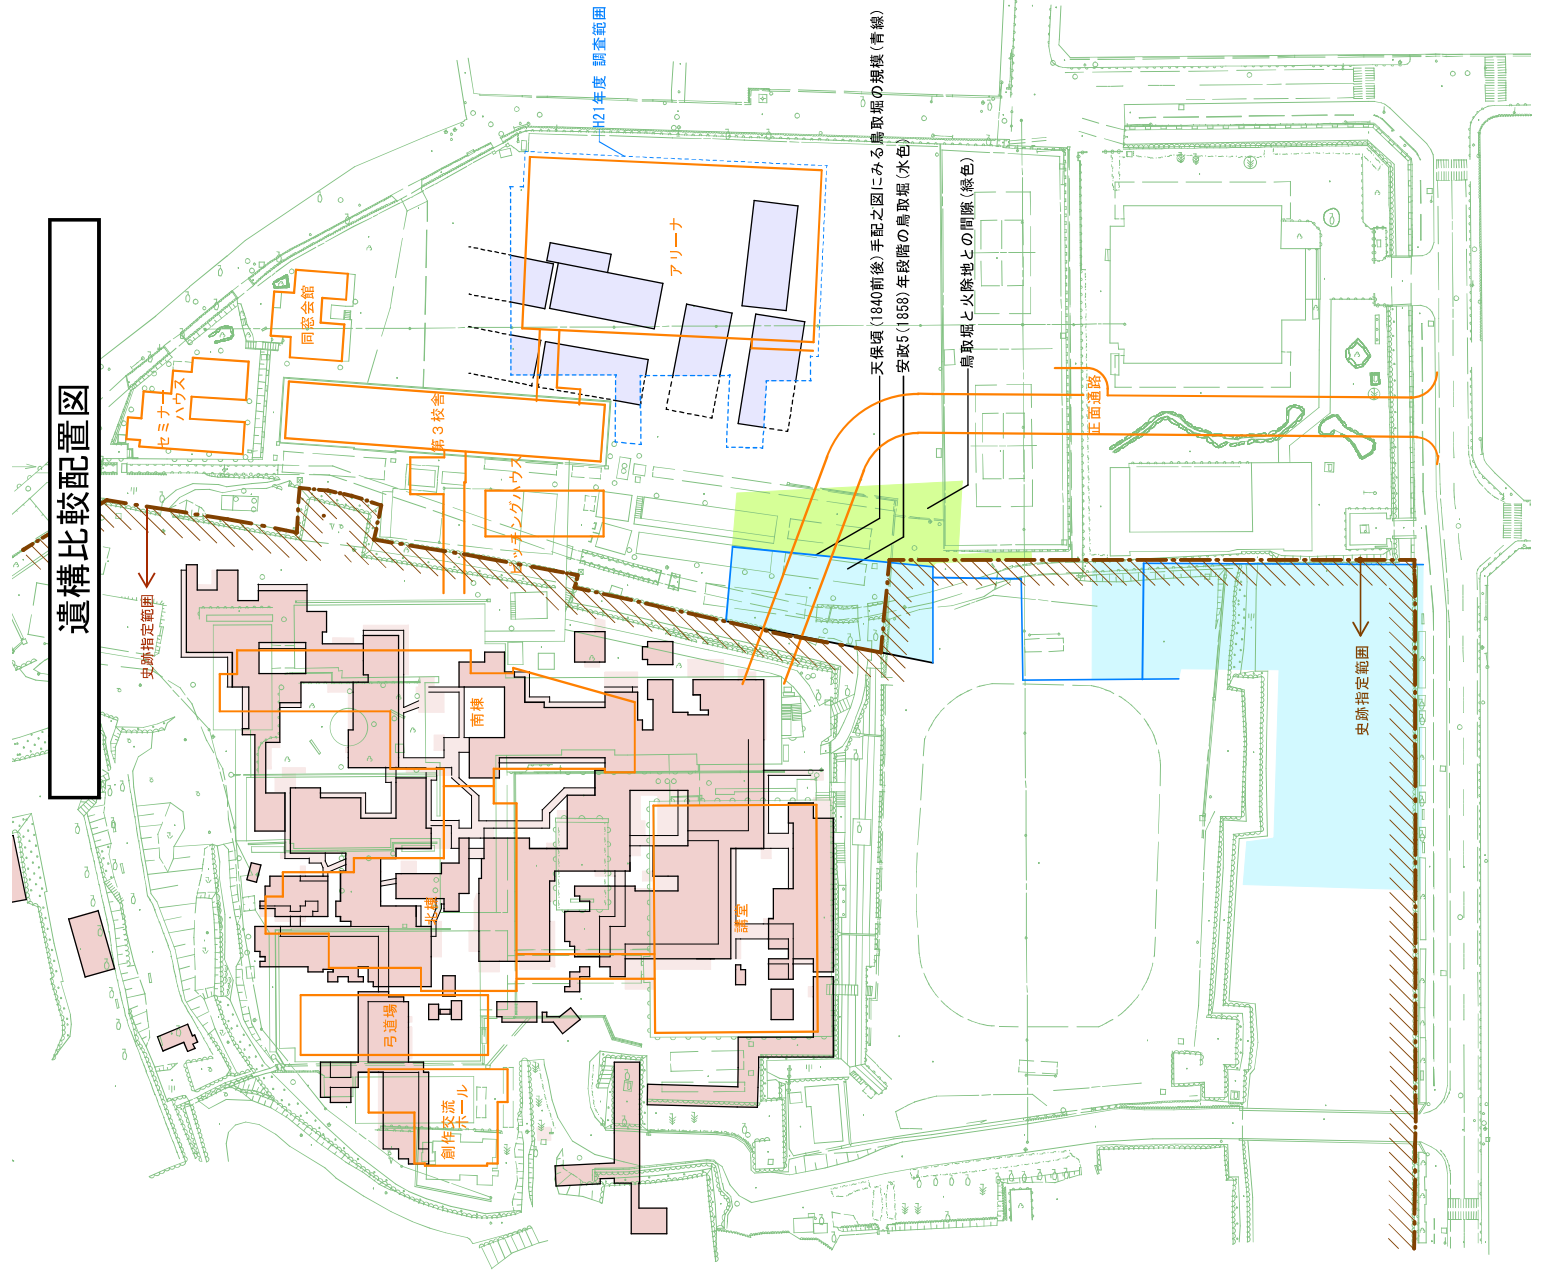 遺構比較配置図
史跡指定範囲
セミナー
ハウス
同窓会館
第3校舎
H21年度 調査範囲
アリーナ
天保頃(1840前後)手配之図にみる鳥取堀の規模(青線)
安政5(1858)年段階の鳥取堀(水色)
鳥取堀と火除地との間隙(緑色)
正面通路
ピッチングハウス
南棟
北棟
講堂
弓道場
創作交流
ホール
史跡指定範囲